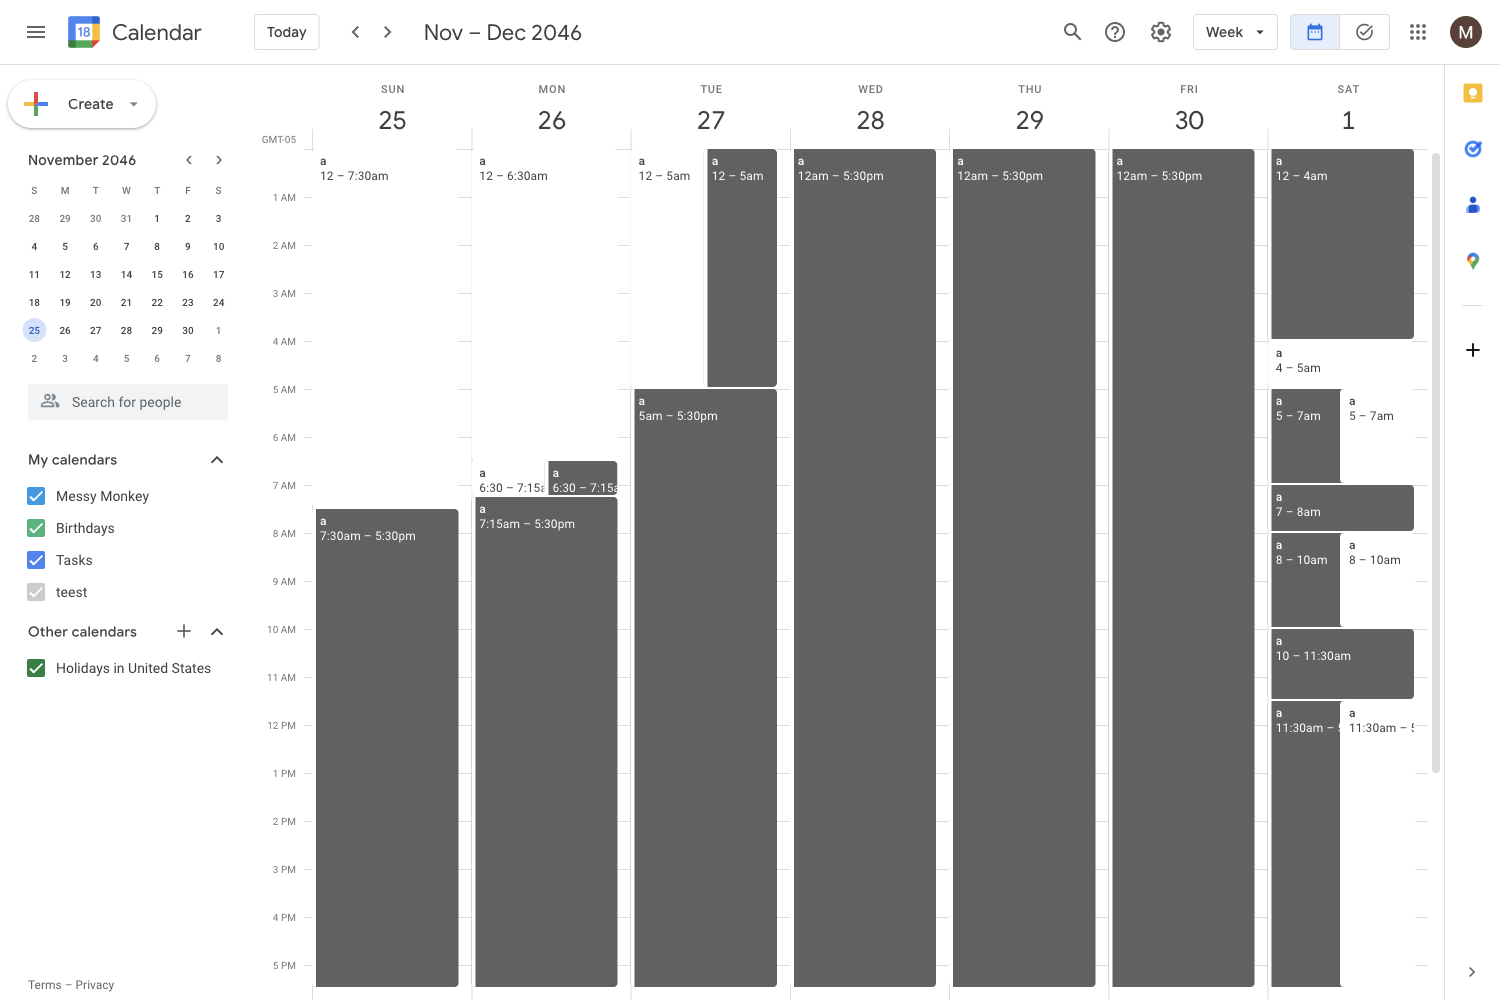 18
Calendar
Today
Nov – Dec 2046
Week
M
Create
November 2046
S M T W T F S
28 29 30 31 1 2 3
4 5 6 7 8 9 10
11 12 13 14 15 16 17
18 19 20 21 22 23 24
25 26 27 28 29 30 1
2 3 4 5 6 7 8
Search for people
My calendars
Messy Monkey
Birthdays
Tasks
teest
Other calendars
Holidays in United States
Terms – Privacy
SUN MON TUE WED THU FRI SAT
25 26 27 28 29 30 1
GMT-05
1 AM
2 AM
3 AM
4 AM
5 AM
6 AM
7 AM
8 AM
9 AM
10 AM
11 AM
12 PM
1 PM
2 PM
3 PM
4 PM
5 PM
a
12 – 7:30am
a
7:30am – 5:30pm
a
12 – 6:30am
a
6:30 – 7:15a
a
6:30 – 7:15a
a
7:15am – 5:30pm
a
12 – 5am
a
12 – 5am
a
5am – 5:30pm
a
12am – 5:30pm
a
12am – 5:30pm
a
12am – 5:30pm
a
12 – 4am
a
4 – 5am
a
5 – 7am
a
5 – 7am
a
7 – 8am
a
8 – 10am
a
8 – 10am
a
10 – 11:30am
a
11:30am – 5
a
11:30am – 5